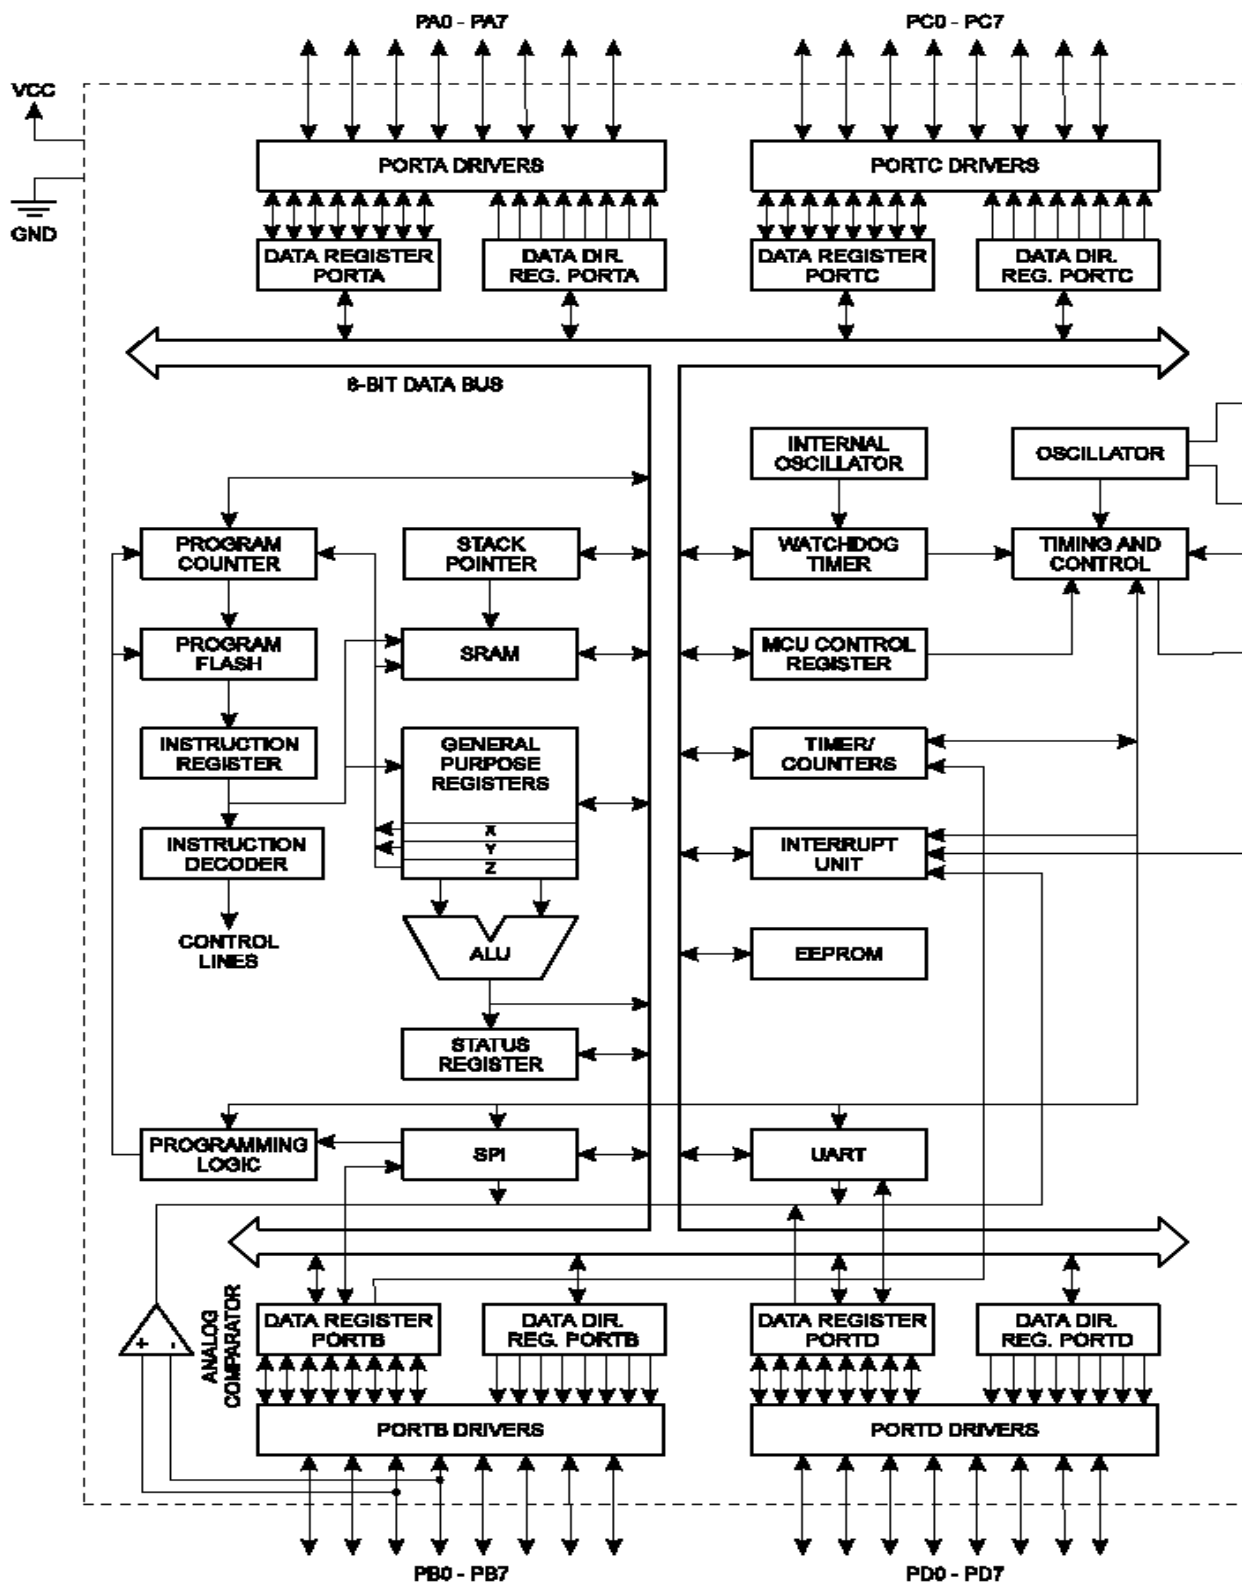 PA0 - PA7
PC0 - PC7
VCC
GND
PORTA DRIVERS
PORTC DRIVERS
DATA REGISTER
PORTA
DATA DIR.
REG. PORTA
DATA REGISTER
PORTC
DATA DIR.
REG. PORTC
8-BIT DATA BUS
INTERNAL
OSCILLATOR
OSCILLATOR
PROGRAM
COUNTER
STACK
POINTER
WATCHDOG
TIMER
TIMING AND
CONTROL
PROGRAM
FLASH
SRAM
MCU CONTROL
REGISTER
INSTRUCTION
REGISTER
GENERAL
PURPOSE
REGISTERS
X
Y
Z
TIMER/
COUNTERS
INSTRUCTION
DECODER
INTERRUPT
UNIT
CONTROL
LINES
ALU
EEPROM
STATUS
REGISTER
PROGRAMMING
LOGIC
SPI
UART
ANALOG
COMPARATOR
+
-
DATA REGISTER
PORTB
DATA DIR.
REG. PORTB
DATA REGISTER
PORTD
DATA DIR.
REG. PORTD
PORTB DRIVERS
PORTD DRIVERS
PB0 - PB7
PD0 - PD7